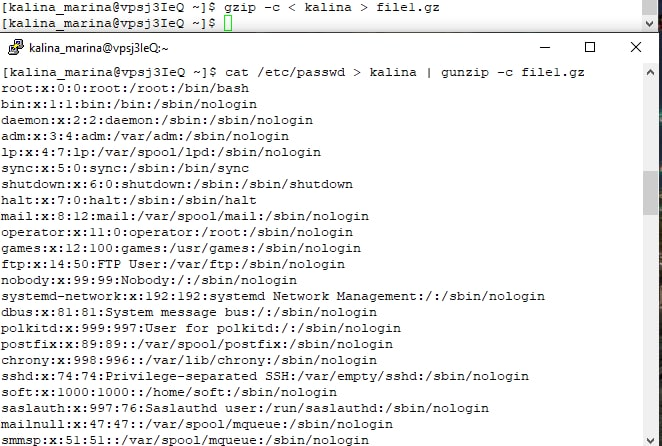 [kalina_marina@vpsj3IeQ ~]$ gzip -c < kalina > file1.gz
[kalina_marina@vpsj3IeQ ~]$
kalina_marina@vpsj3IeQ:~
[kalina_marina@vpsj3IeQ ~]$ cat /etc/passwd > kalina | gunzip -c file1.gz
root:x:0:0:root:/root:/bin/bash
bin:x:1:1:bin:/bin:/sbin/nologin
daemon:x:2:2:daemon:/sbin:/sbin/nologin
adm:x:3:4:adm:/var/adm:/sbin/nologin
lp:x:4:7:lp:/var/spool/lpd:/sbin/nologin
sync:x:5:0:sync:/sbin:/bin/sync
shutdown:x:6:0:shutdown:/sbin:/sbin/shutdown
halt:x:7:0:halt:/sbin:/sbin/halt
mail:x:8:12:mail:/var/spool/mail:/sbin/nologin
operator:x:11:0:operator:/root:/sbin/nologin
games:x:12:100:games:/usr/games:/sbin/nologin
ftp:x:14:50:FTP User:/var/ftp:/sbin/nologin
nobody:x:99:99:Nobody:/:/sbin/nologin
systemd-network:x:192:192:systemd Network Management:/:/sbin/nologin
dbus:x:81:81:System message bus:/:/sbin/nologin
polkitd:x:999:997:User for polkitd:/:/sbin/nologin
postfix:x:89:89::/var/spool/postfix:/sbin/nologin
chrony:x:998:996::/var/lib/chrony:/sbin/nologin
sshd:x:74:74:Privilege-separated SSH:/var/empty/sshd:/sbin/nologin
soft:x:1000:1000::/home/soft:/sbin/nologin
saslauth:x:997:76:Saslauthd user:/run/saslauthd:/sbin/nologin
mailnull:x:47:47::/var/spool/mqueue:/sbin/nologin
smmsp:x:51:51::/var/spool/mqueue:/sbin/nologin